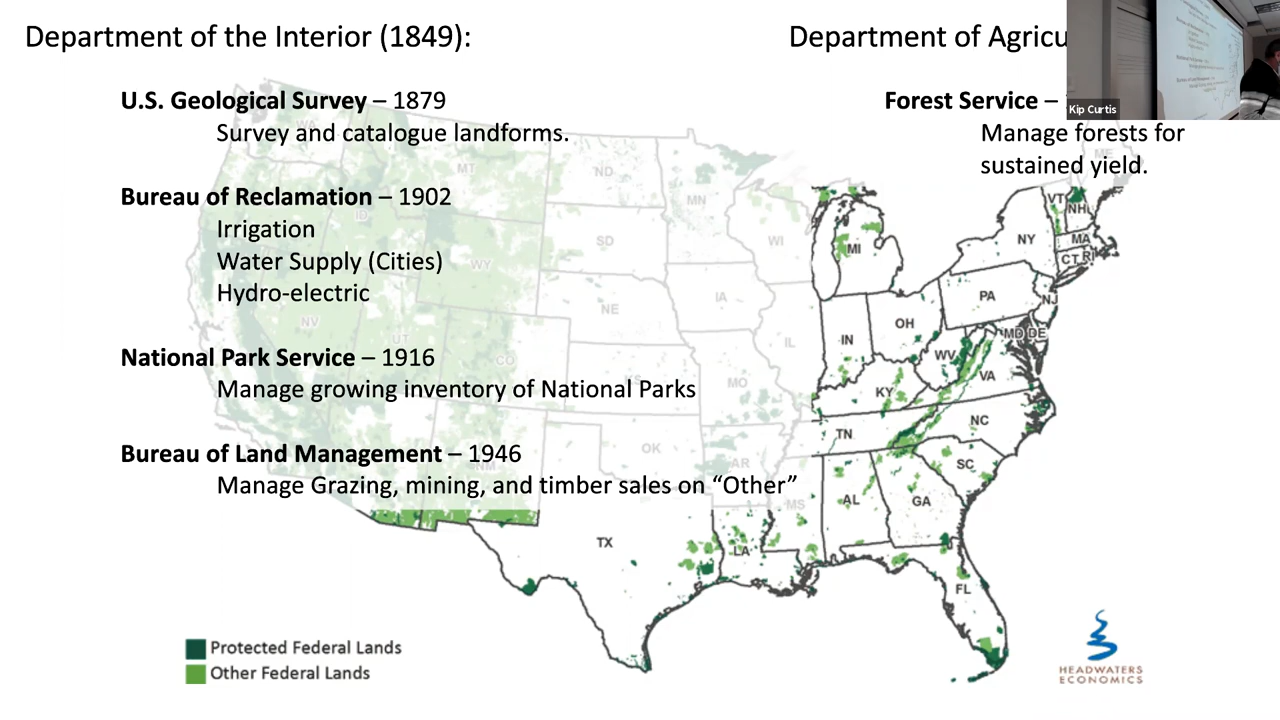 Department of the Interior (1849):
U.S. Geological Survey – 1879
Survey and catalogue landforms.
Bureau of Reclamation – 1902
Irrigation
Water Supply (Cities)
Hydro-electric
National Park Service – 1916
Manage growing inventory of National Parks
Bureau of Land Management – 1946
Manage Grazing, mining, and timber sales on “Other”
Department of Agricu
Forest Service –
Manage forests for
sustained yield.
Kip Curtis
WA
MT
ND
MN
ID
SD
WI
WY
MI
NY
VT
NH
ME
MA
CT
RI
PA
NJ
NE
IA
NV
UT
CO
IL
IN
OH
MD
DE
WV
VA
MO
KY
TN
NC
NM
OK
AR
SC
MS
AL
GA
TX
LA
FL
Protected Federal Lands
Other Federal Lands
HEADWATERS
ECONOMICS